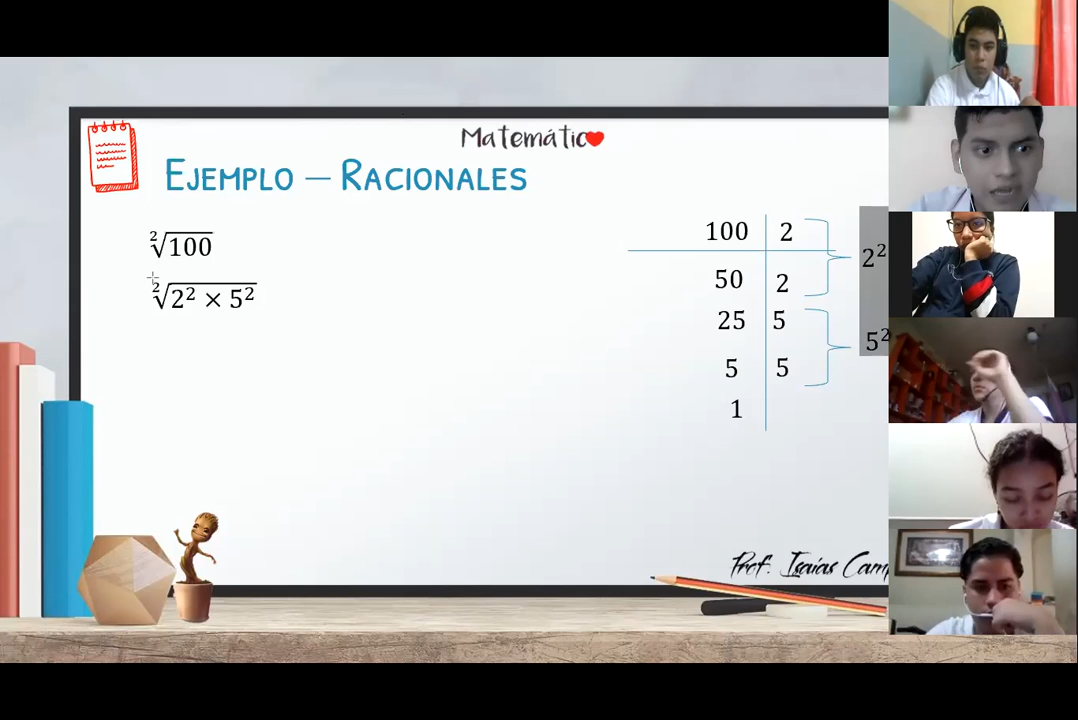 Matemátic
EJEMPLO – RACIONALES
²√100
²√2² × 5²
100 2
50 2
25 5
5 5
1
2²
5²
Prof. Isaías Cam